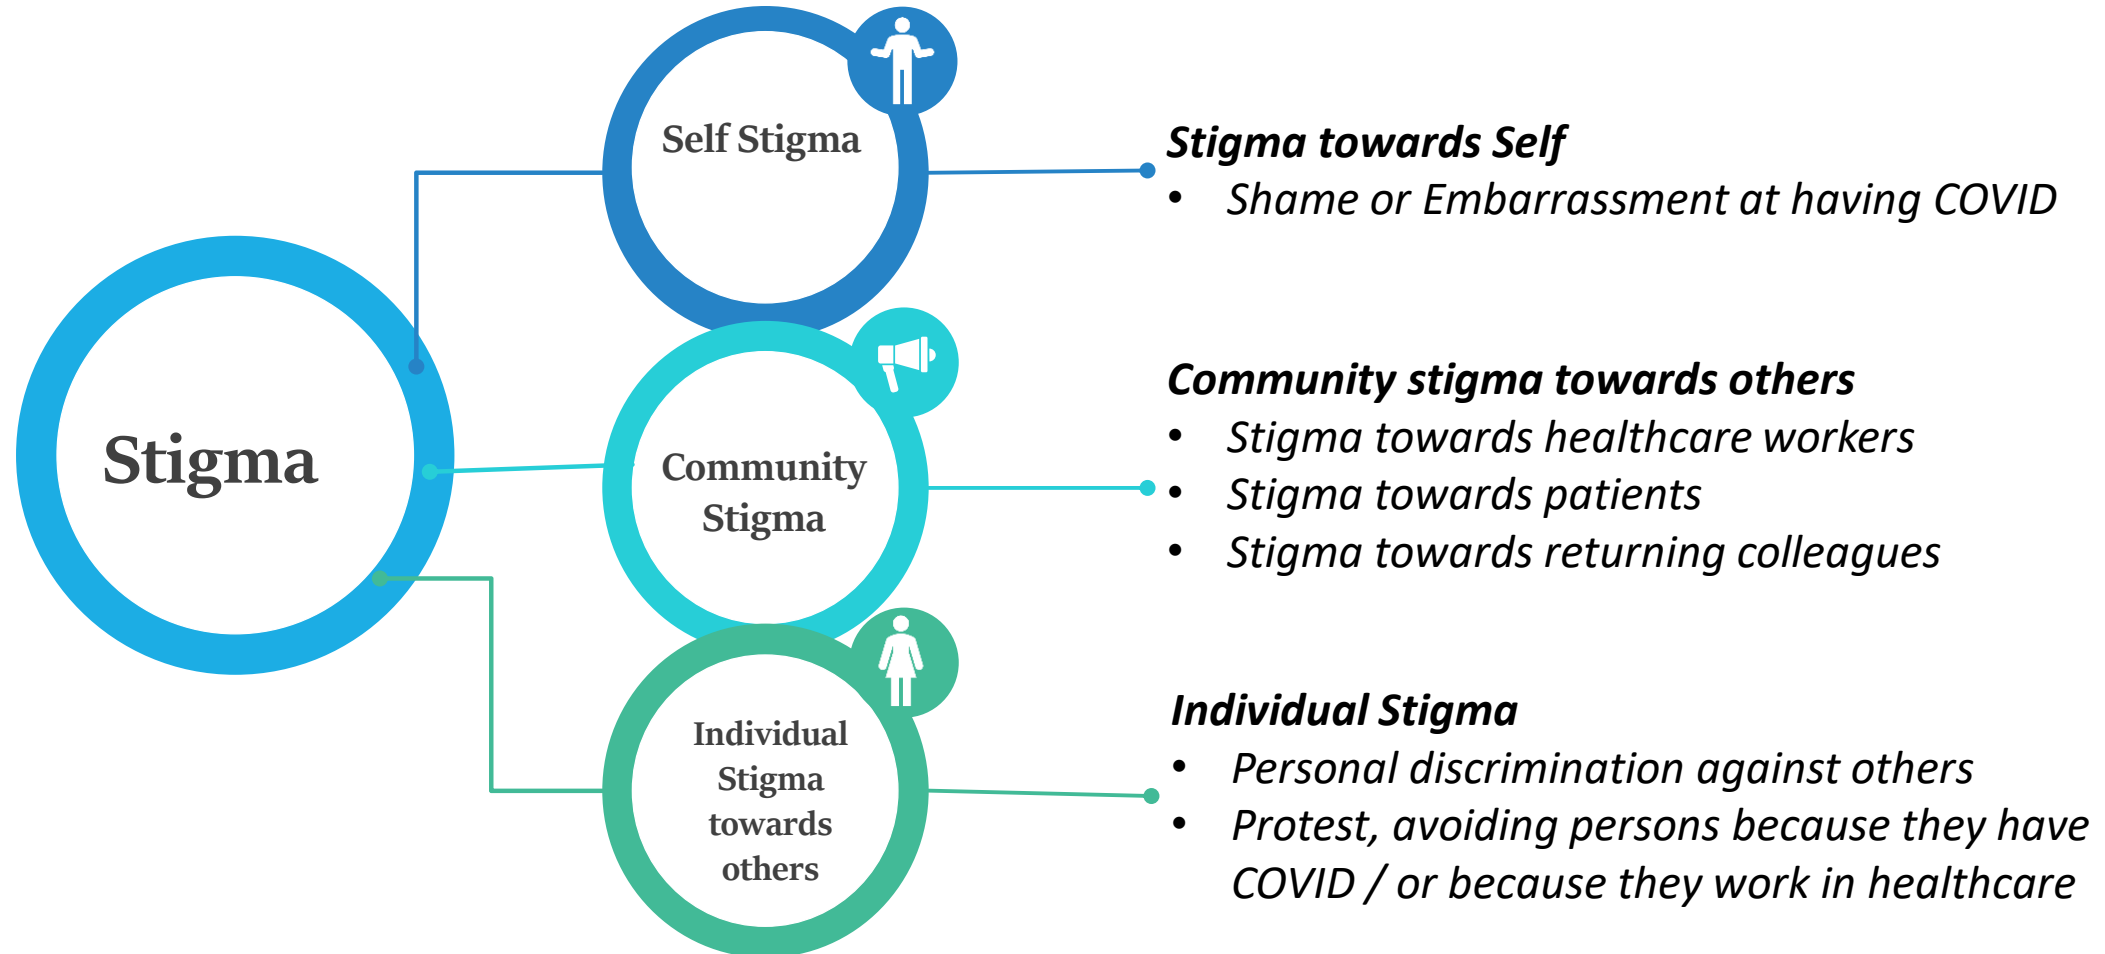 Stigma
Self Stigma
Stigma towards Self
• Shame or Embarrassment at having COVID
Community
Stigma
Community stigma towards others
• Stigma towards healthcare workers
• Stigma towards patients
• Stigma towards returning colleagues
Individual
Stigma
towards
others
Individual Stigma
• Personal discrimination against others
• Protest, avoiding persons because they have
COVID / or because they work in healthcare